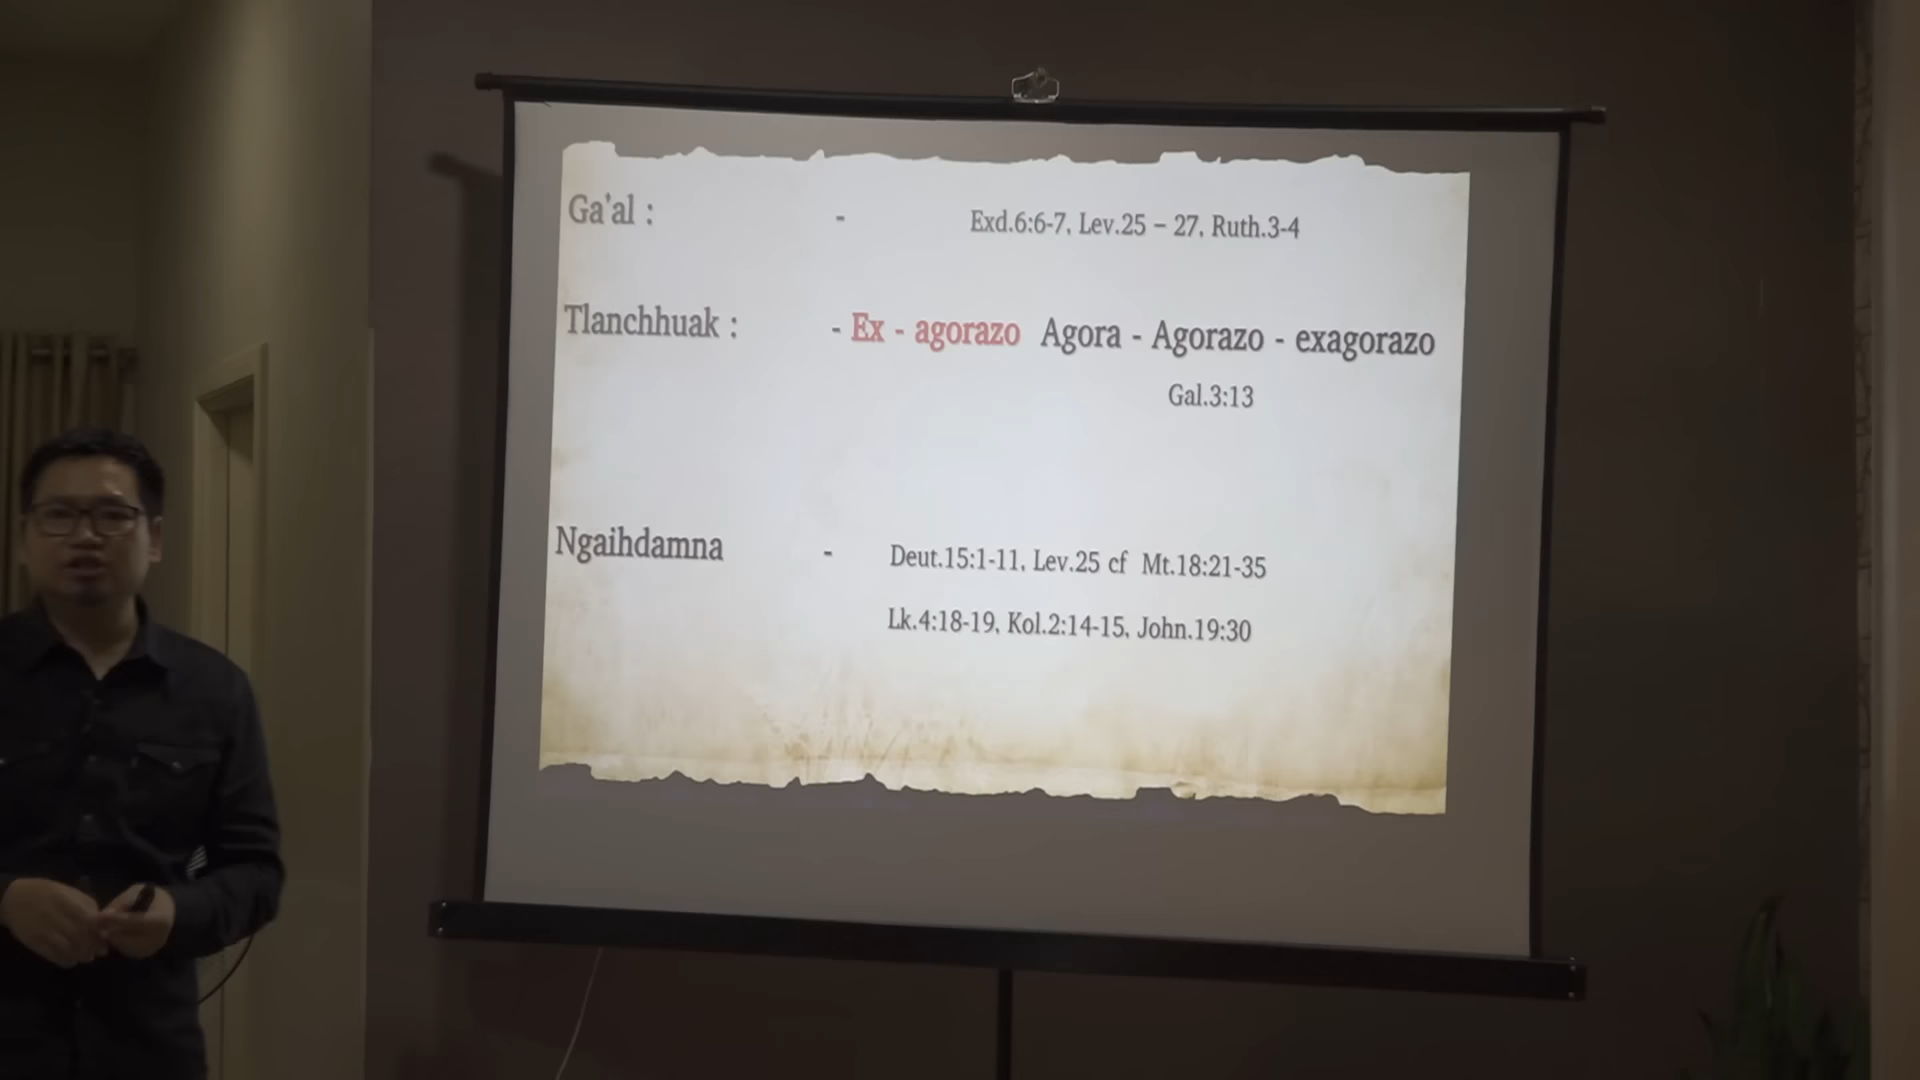 Ga'al : - Exd.6:6-7, Lev.25 – 27, Ruth.3-4
Tlanchhuak : - Ex - agorazo Agora - Agorazo - exagorazo
Gal.3:13
Ngaihdamna - Deut.15:1-11, Lev.25 cf Mt.18:21-35
Lk.4:18-19, Kol.2:14-15, John.19:30